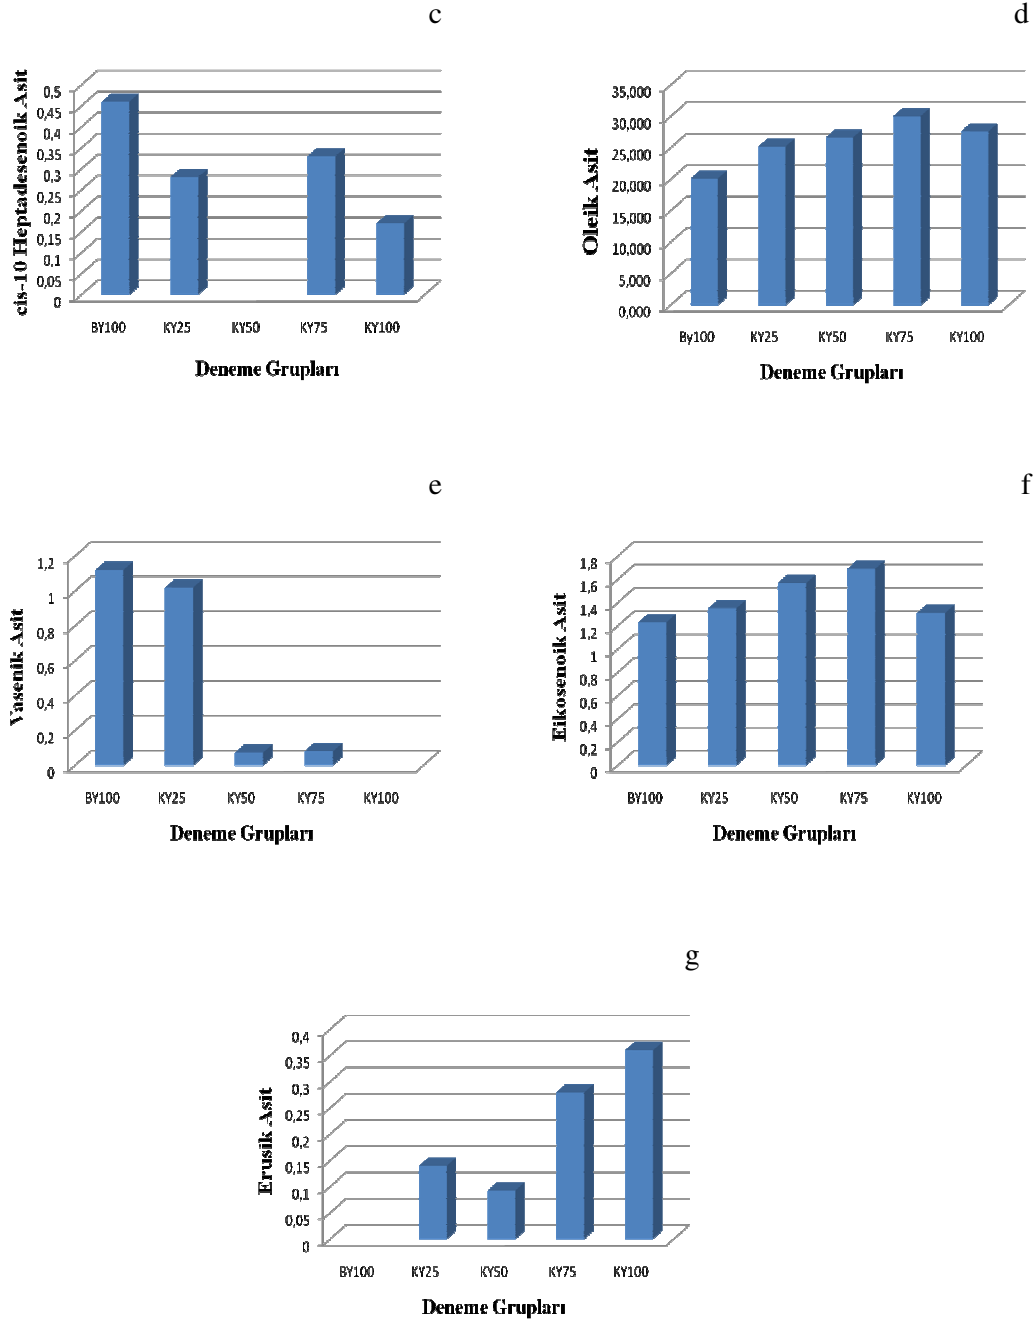 c
cis-10 Heptadesenoik Asit
0,5
0,45
0,4
0,35
0,3
0,25
0,2
0,15
0,1
0,05
0
BY100 KY25 KY50 KY75 KY100
Deneme Grupları
d
Oleik Asit
35,000
30,000
25,000
20,000
15,000
10,000
5,000
0,000
By100 KY25 KY50 KY75 KY100
Deneme Grupları
e
Vasenik Asit
1,2
1
0,8
0,6
0,4
0,2
0
BY100 KY25 KY50 KY75 KY100
Deneme Grupları
f
Eikosenoik Asit
1,8
1,6
1,4
1,2
1
0,8
0,6
0,4
0,2
0
BY100 KY25 KY50 KY75 KY100
Deneme Grupları
g
Erusik Asit
0,4
0,35
0,3
0,25
0,2
0,15
0,1
0,05
0
BY100 KY25 KY50 KY75 KY100
Deneme Grupları